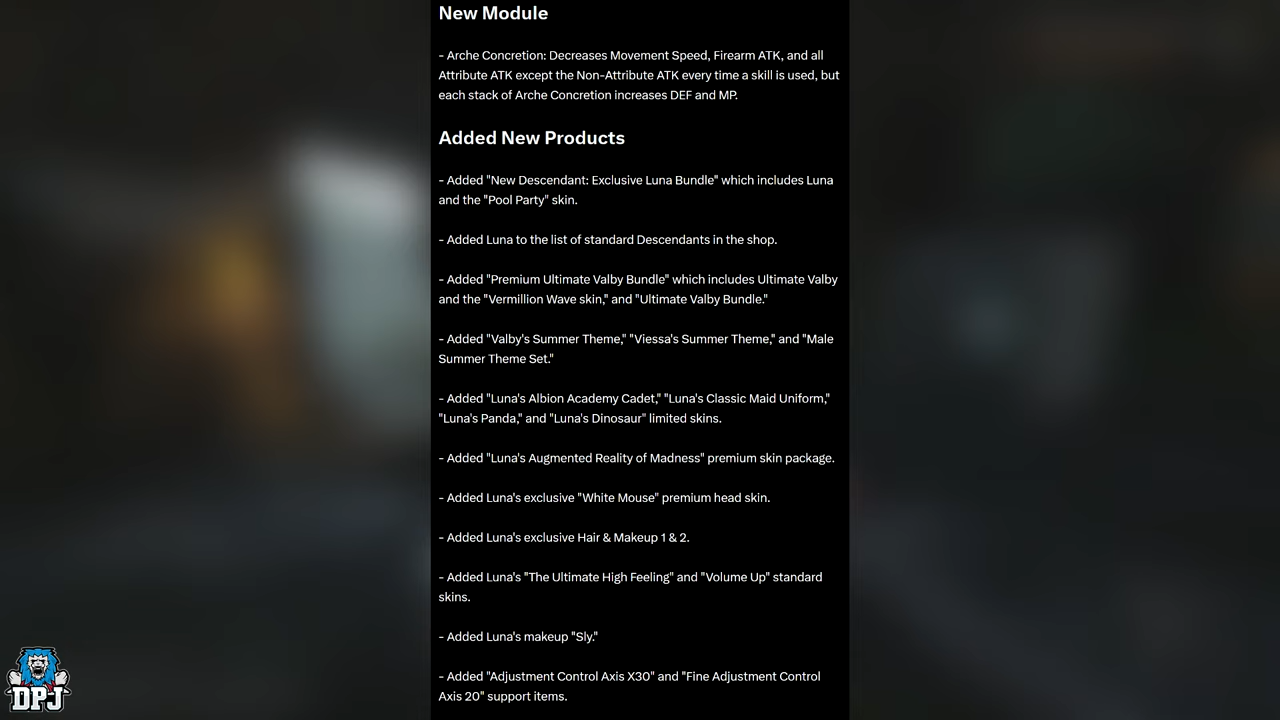 New Module
- Arche Concretion: Decreases Movement Speed, Firearm ATK, and all
Attribute ATK except the Non-Attribute ATK every time a skill is used, but
each stack of Arche Concretion increases DEF and MP.
Added New Products
- Added "New Descendant: Exclusive Luna Bundle" which includes Luna
and the "Pool Party" skin.
- Added Luna to the list of standard Descendants in the shop.
- Added "Premium Ultimate Valby Bundle" which includes Ultimate Valby
and the "Vermillion Wave skin," and "Ultimate Valby Bundle."
- Added "Valby's Summer Theme," "Viessa's Summer Theme," and "Male
Summer Theme Set."
- Added "Luna's Albion Academy Cadet," "Luna's Classic Maid Uniform,"
"Luna's Panda," and "Luna's Dinosaur" limited skins.
- Added "Luna's Augmented Reality of Madness" premium skin package.
- Added Luna's exclusive "White Mouse" premium head skin.
- Added Luna's exclusive Hair & Makeup 1 & 2.
- Added Luna's "The Ultimate High Feeling" and "Volume Up" standard
skins.
- Added Luna's makeup "Sly."
- Added "Adjustment Control Axis X30" and "Fine Adjustment Control
Axis 20" support items.
DPJ